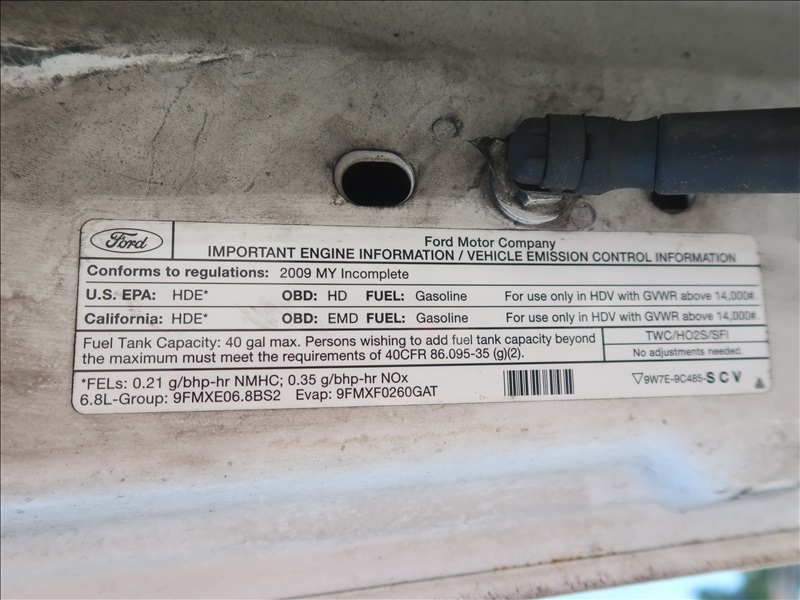 Ford
Ford Motor Company
IMPORTANT ENGINE INFORMATION / VEHICLE EMISSION CONTROL INFORMATION
Conforms to regulations: 2009 MY Incomplete
U.S. EPA: HDE* OBD: HD FUEL: Gasoline For use only in HDV with GVWR above 14,000#.
California: HDE* OBD: EMD FUEL: Gasoline For use only in HDV with GVWR above 14,000#.
Fuel Tank Capacity: 40 gal max. Persons wishing to add fuel tank capacity beyond
the maximum must meet the requirements of 40CFR 86.095-35 (g)(2).
TWC/HO2S/SFI
No adjustments needed.
*FELs: 0.21 g/bhp-hr NMHC; 0.35 g/bhp-hr NOx
6.8L-Group: 9FMXE06.8BS2 Evap: 9FMXF0260GAT
9W7E-9C485-SCV